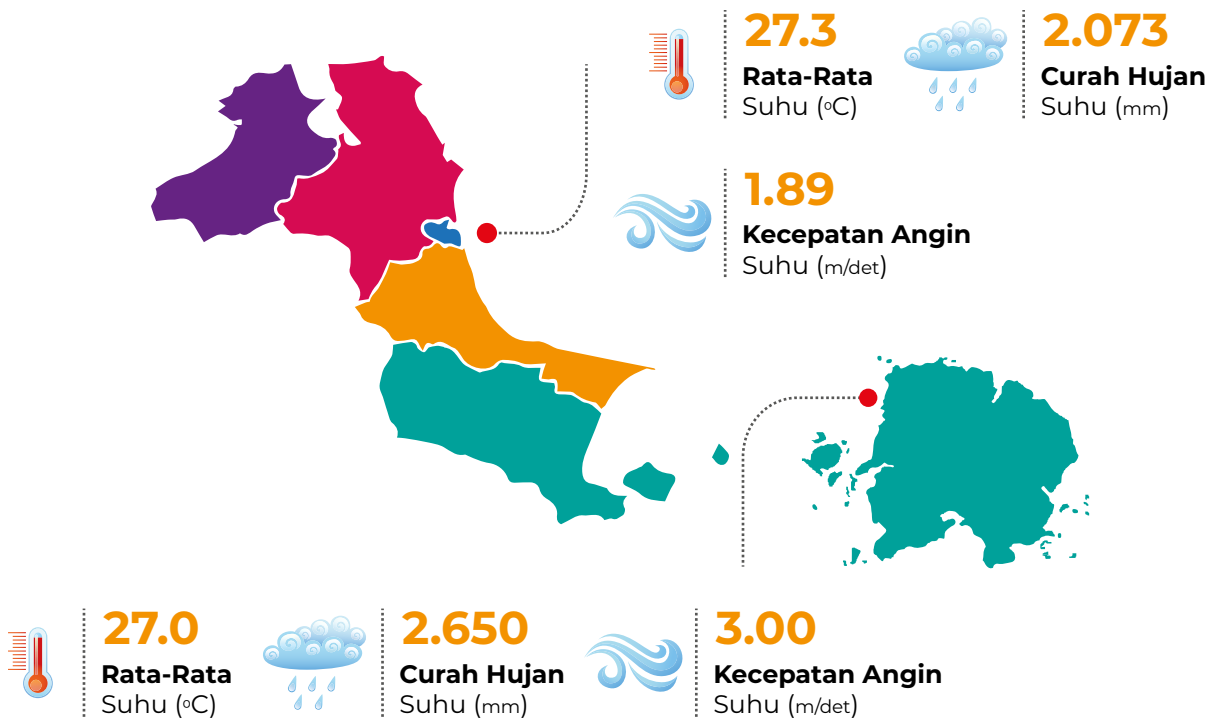 27.3
Rata-Rata
Suhu (ºC)
2.073
Curah Hujan
Suhu (mm)
1.89
Kecepatan Angin
Suhu (m/det)
27.0
Rata-Rata
Suhu (ºC)
2.650
Curah Hujan
Suhu (mm)
3.00
Kecepatan Angin
Suhu (m/det)